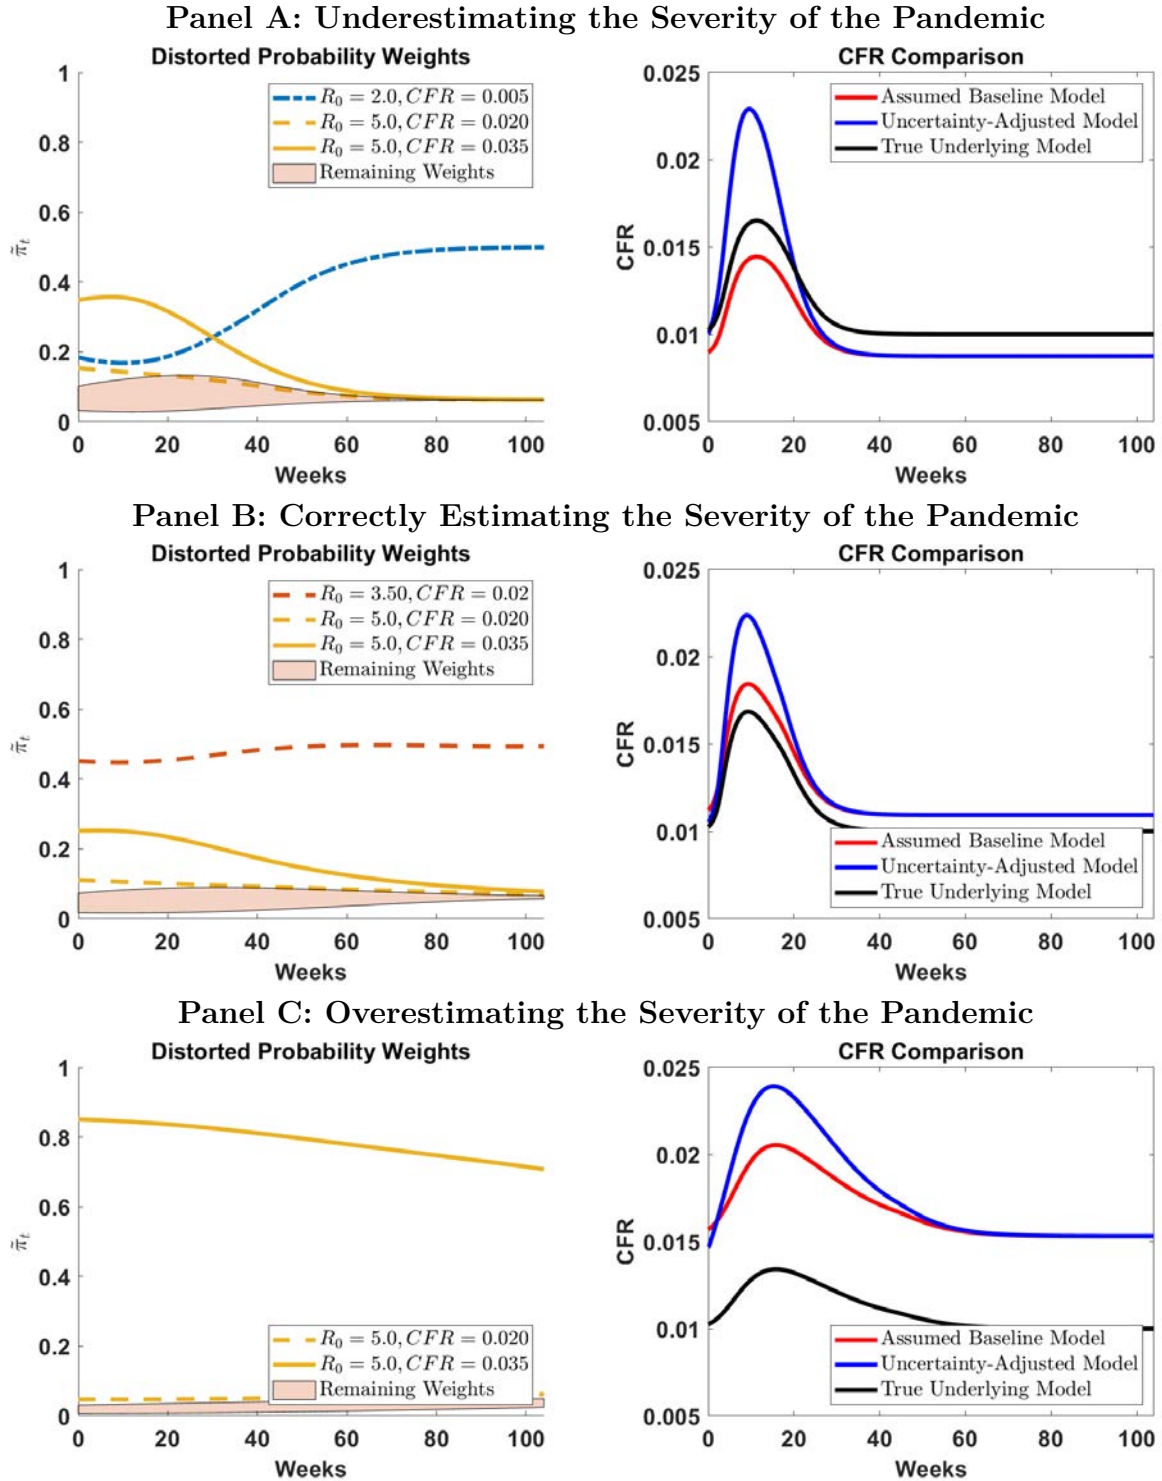 Panel A: Underestimating the Severity of the Pandemic
Distorted Probability Weights
1
0.8
0.6
0.4
0.2
0
π̃ₜ
R₀ = 2.0, CFR = 0.005
R₀ = 5.0, CFR = 0.020
R₀ = 5.0, CFR = 0.035
Remaining Weights
0 20 40 60 80 100
Weeks
CFR Comparison
0.025
0.02
0.015
0.01
0.005
CFR
Assumed Baseline Model
Uncertainty-Adjusted Model
True Underlying Model
0 20 40 60 80 100
Weeks
Panel B: Correctly Estimating the Severity of the Pandemic
Distorted Probability Weights
1
0.8
0.6
0.4
0.2
0
π̃ₜ
R₀ = 3.50, CFR = 0.02
R₀ = 5.0, CFR = 0.020
R₀ = 5.0, CFR = 0.035
Remaining Weights
0 20 40 60 80 100
Weeks
CFR Comparison
0.025
0.02
0.015
0.01
0.005
CFR
Assumed Baseline Model
Uncertainty-Adjusted Model
True Underlying Model
0 20 40 60 80 100
Weeks
Panel C: Overestimating the Severity of the Pandemic
Distorted Probability Weights
1
0.8
0.6
0.4
0.2
0
π̃ₜ
R₀ = 5.0, CFR = 0.020
R₀ = 5.0, CFR = 0.035
Remaining Weights
0 20 40 60 80 100
Weeks
CFR Comparison
0.025
0.02
0.015
0.01
0.005
CFR
Assumed Baseline Model
Uncertainty-Adjusted Model
True Underlying Model
0 20 40 60 80 100
Weeks